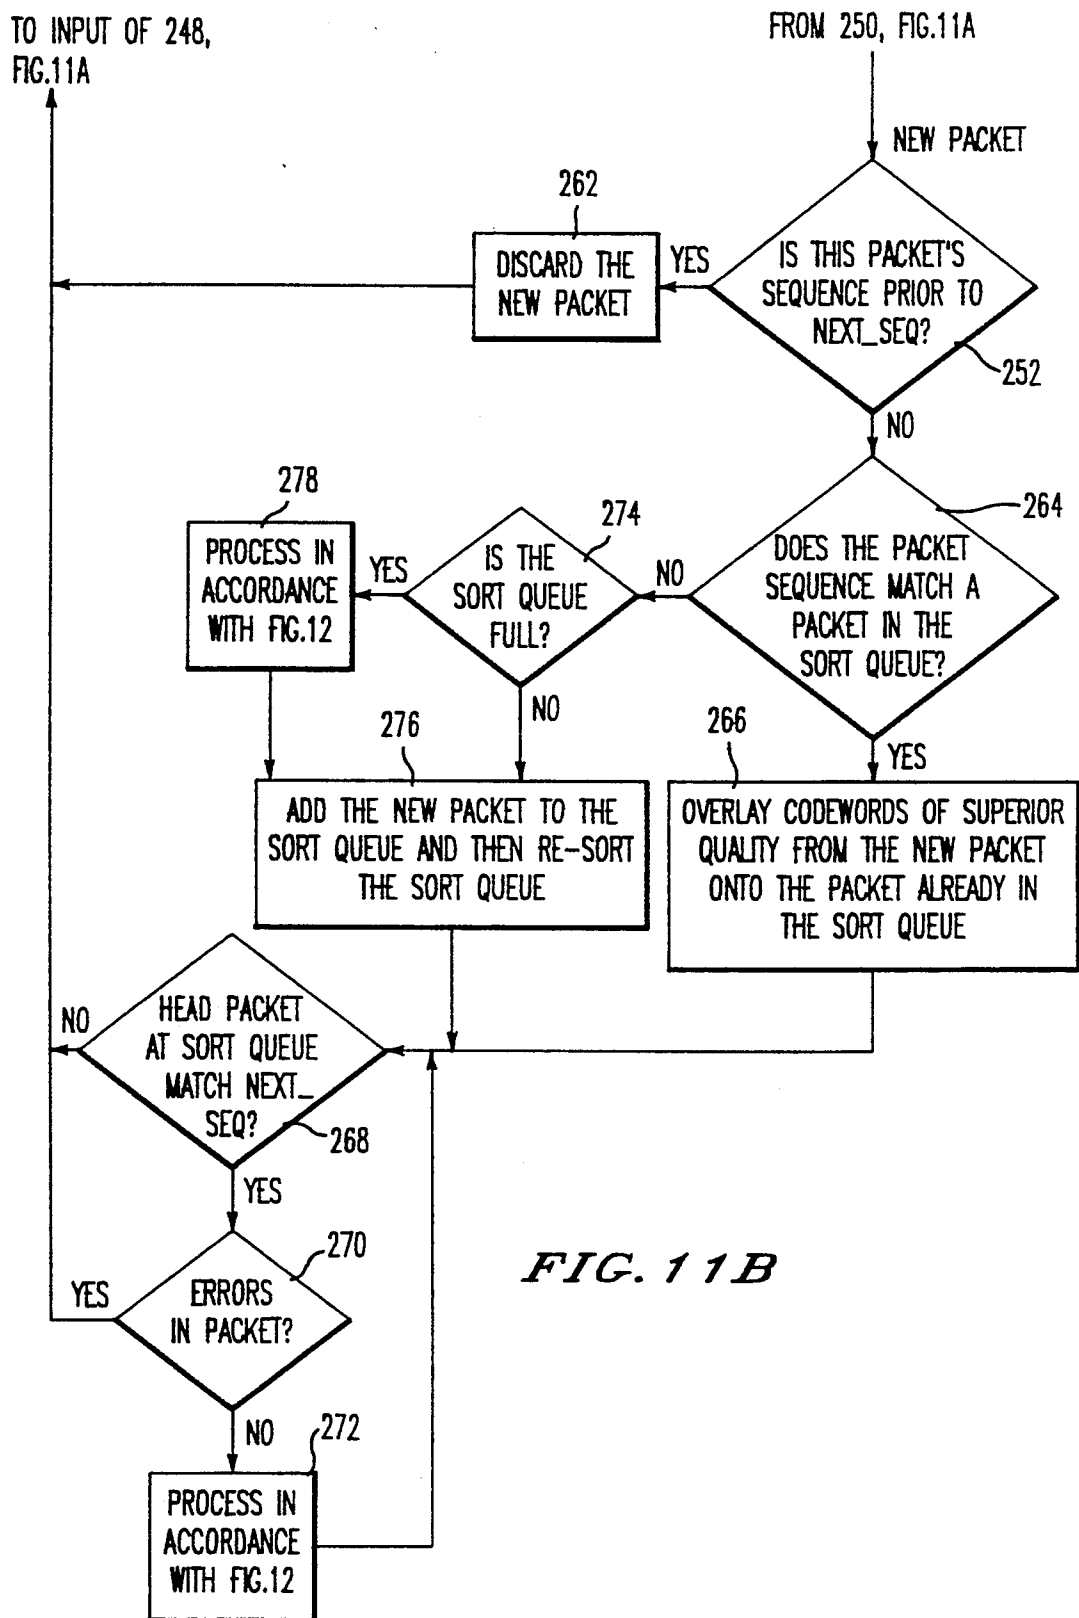 TO INPUT OF 248,
FIG.11A
FROM 250, FIG.11A
NEW PACKET
262
DISCARD THE
NEW PACKET
YES
IS THIS PACKET'S
SEQUENCE PRIOR TO
NEXT_SEQ?
252
NO
278
PROCESS IN
ACCORDANCE
WITH FIG.12
YES
274
IS THE
SORT QUEUE
FULL?
NO
264
DOES THE PACKET
SEQUENCE MATCH A
PACKET IN THE
SORT QUEUE?
NO
YES
276
ADD THE NEW PACKET TO THE
SORT QUEUE AND THEN RE-SORT
THE SORT QUEUE
266
OVERLAY CODEWORDS OF SUPERIOR
QUALITY FROM THE NEW PACKET
ONTO THE PACKET ALREADY IN
THE SORT QUEUE
NO
HEAD PACKET
AT SORT QUEUE
MATCH NEXT_
SEQ?
268
YES
270
YES
ERRORS
IN PACKET?
NO
272
PROCESS IN
ACCORDANCE
WITH FIG.12
FIG. 11B